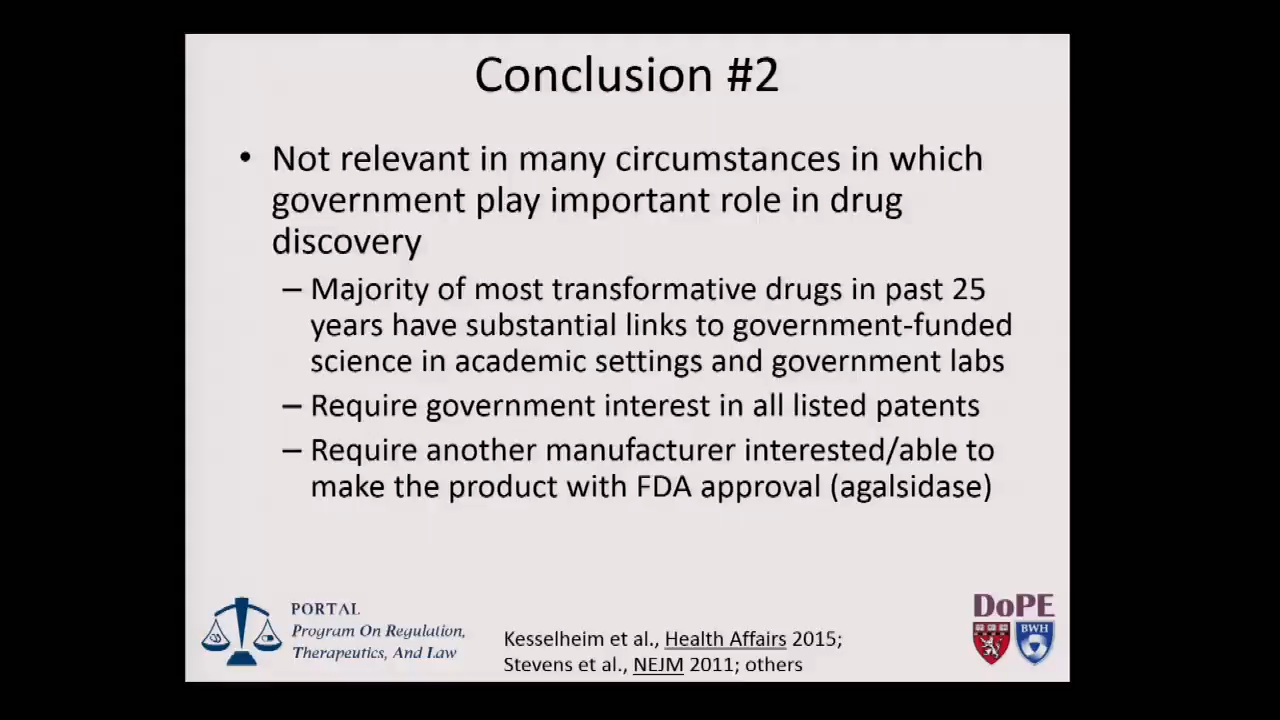 Conclusion #2
• Not relevant in many circumstances in which
government play important role in drug
discovery
– Majority of most transformative drugs in past 25
years have substantial links to government-funded
science in academic settings and government labs
– Require government interest in all listed patents
– Require another manufacturer interested/able to
make the product with FDA approval (agalsidase)
PORTAL
Program On Regulation,
Therapeutics, And Law
Kesselheim et al., Health Affairs 2015;
Stevens et al., NEJM 2011; others
DoPE
BWH